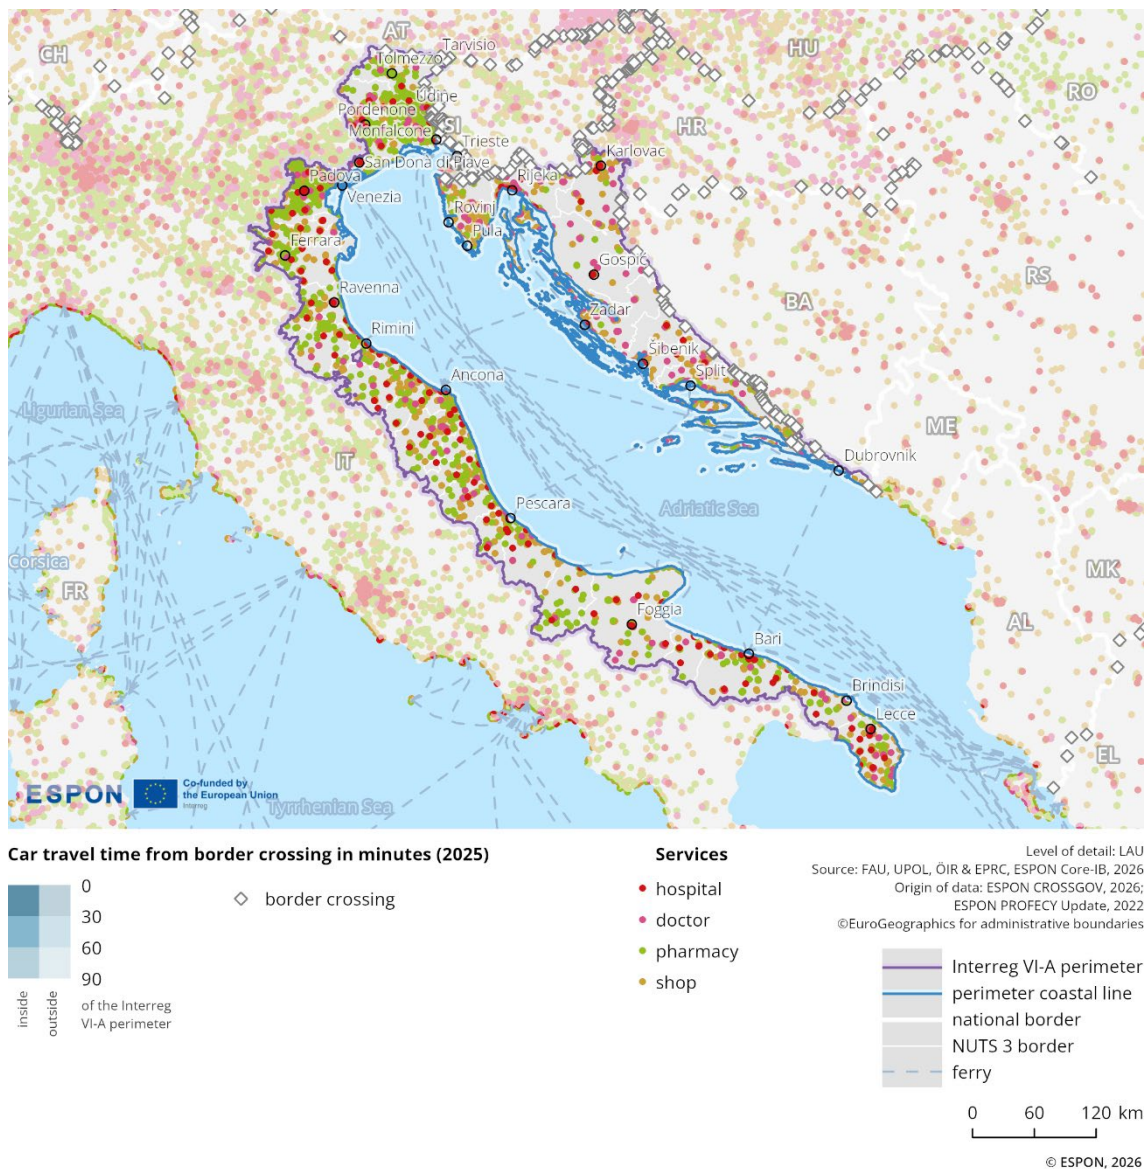 AT
CH
Tarvisio
Tolmezzo
HU
RO
Udine
Pordenone
SI
HR
Monfalcone
Trieste
San Donà di Piave
Karlovac
Padova
Venezia
Rijeka
Rovinj
Pula
Ferrara
Gospić
RS
BA
Ravenna
Zadar
Rimini
Šibenik
Split
Ancona
Ligurian Sea
ME
IT
Dubrovnik
Pescara
Adriatic Sea
Corsica
FR
MK
Foggia
AL
Bari
Brindisi
Lecce
EL
ESPON
Co-funded by
the European Union
Interreg
Tyrrhenian Sea
Car travel time from border crossing in minutes (2025)
0
30
60
90
inside
outside
of the Interreg
VI-A perimeter
border crossing
Services
hospital
doctor
pharmacy
shop
Level of detail: LAU
Source: FAU, UPOL, ÖIR & EPRC, ESPON Core-IB, 2026
Origin of data: ESPON CROSSGOV, 2026;
ESPON PROFECY Update, 2022
©EuroGeographics for administrative boundaries
Interreg VI-A perimeter
perimeter coastal line
national border
NUTS 3 border
ferry
0 60 120 km
© ESPON, 2026